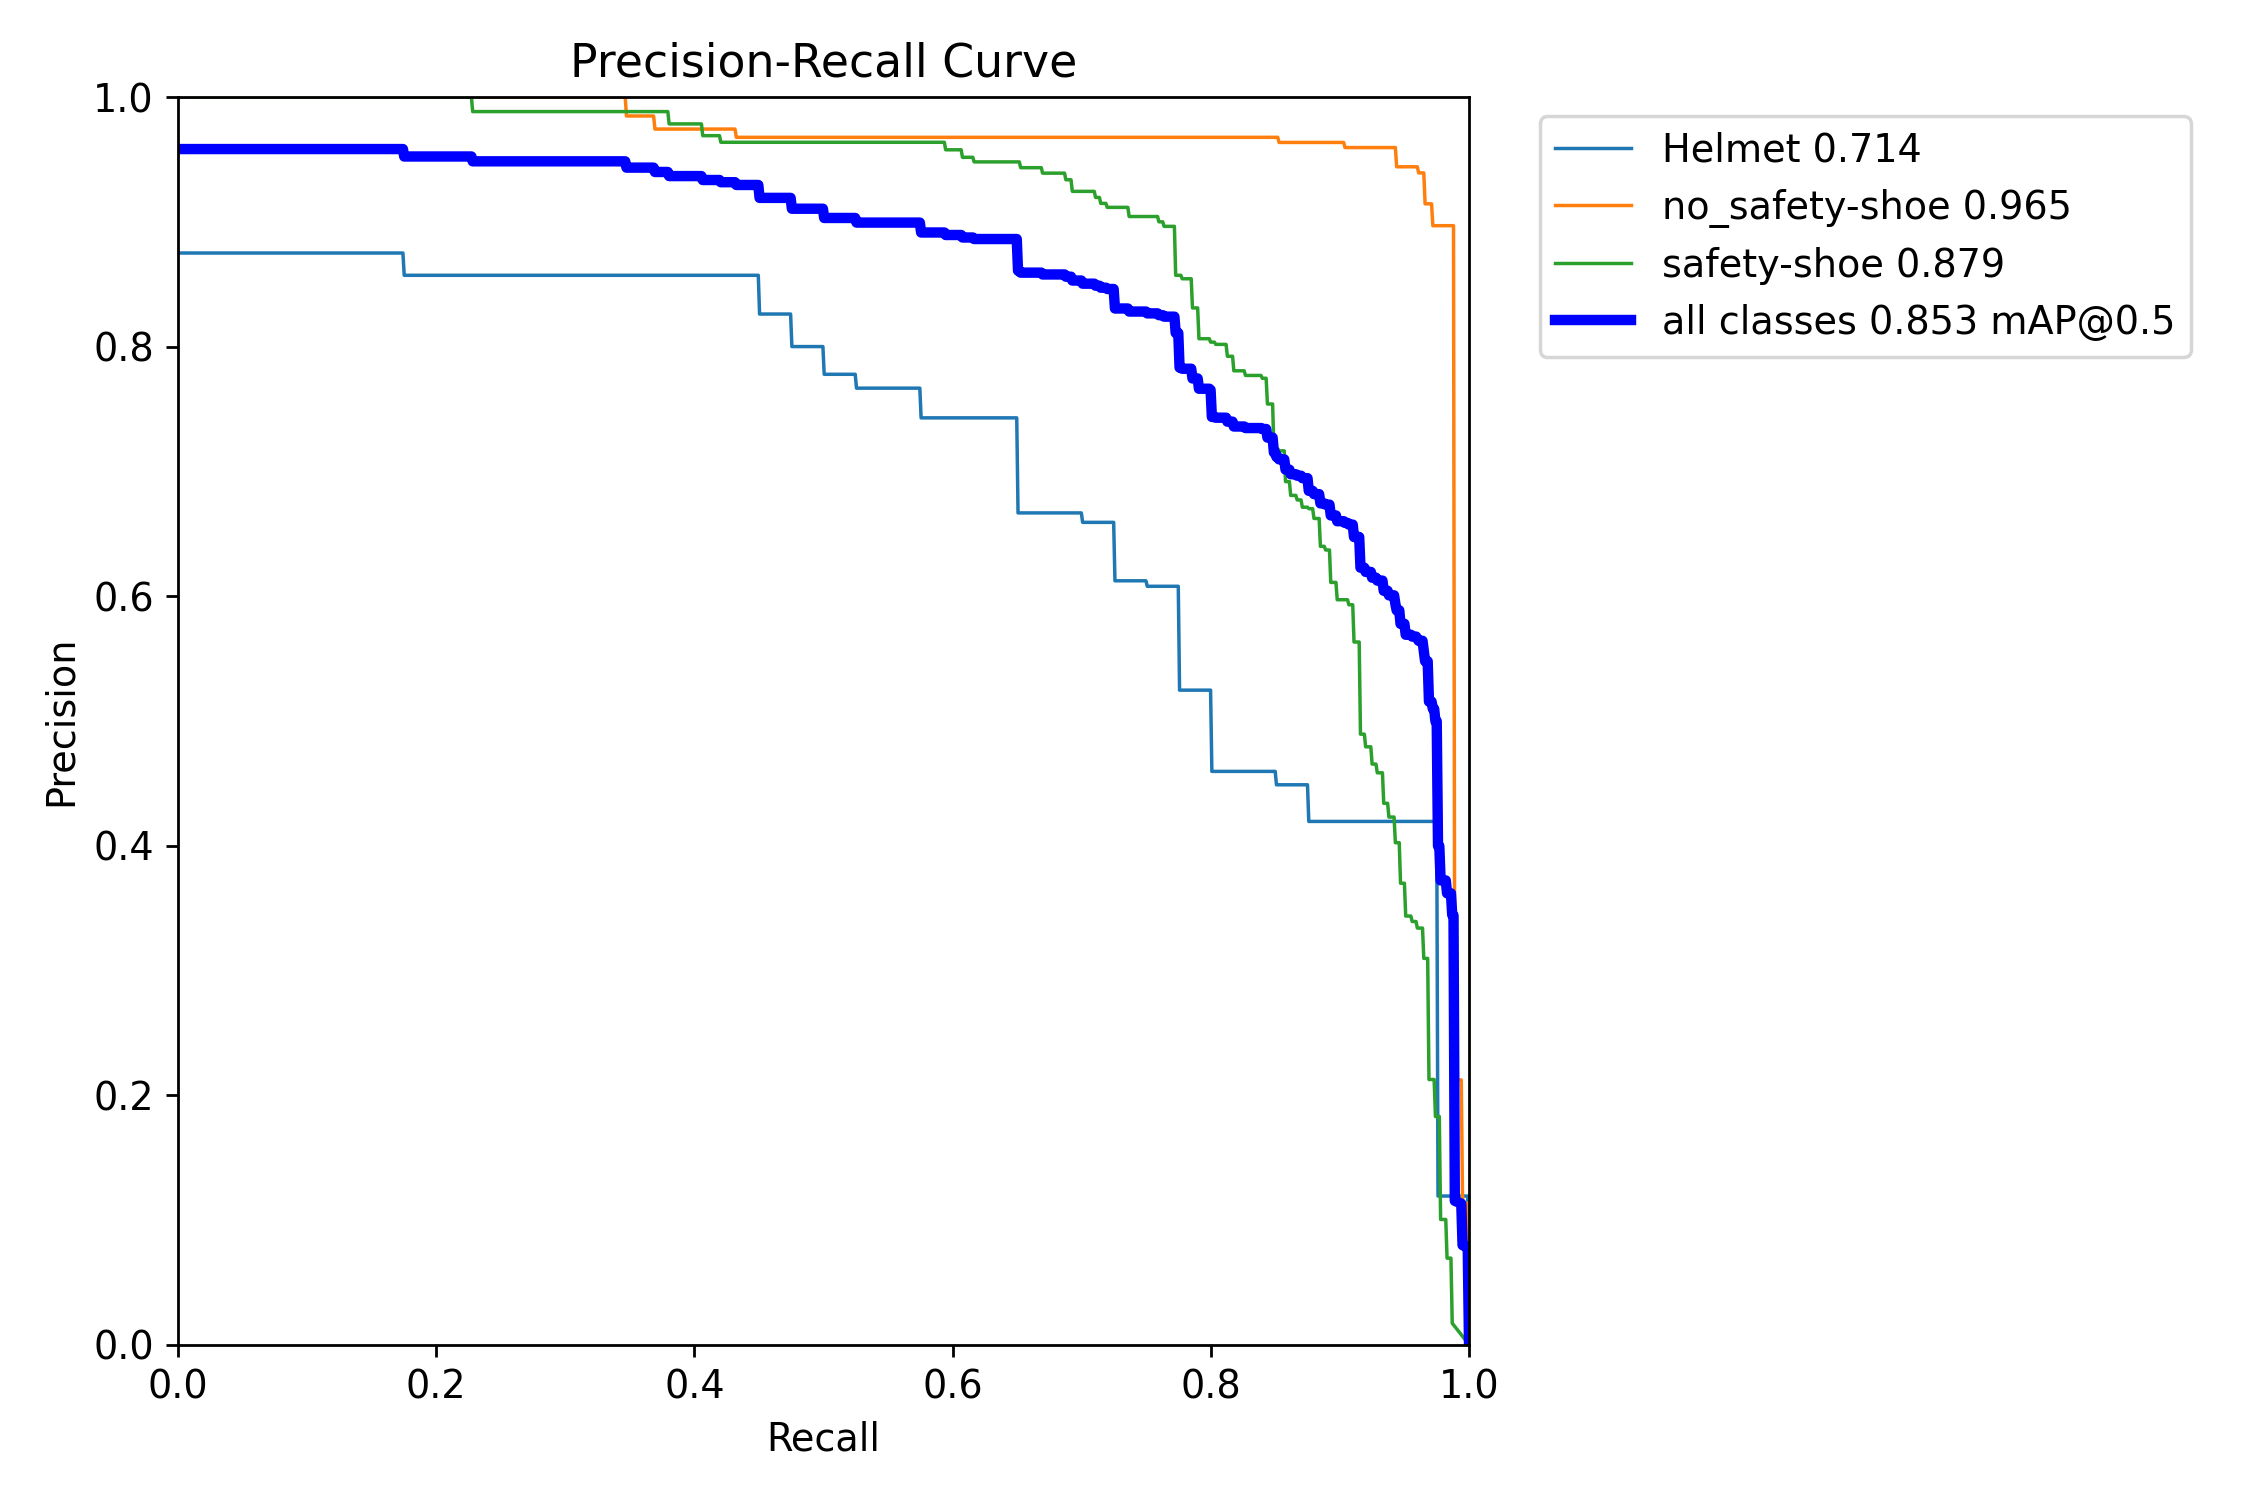 Precision-Recall Curve
1.0
0.8
0.6
0.4
0.2
0.0
Precision
0.0 0.2 0.4 0.6 0.8 1.0
Recall
Helmet 0.714
no_safety-shoe 0.965
safety-shoe 0.879
all classes 0.853 mAP@0.5